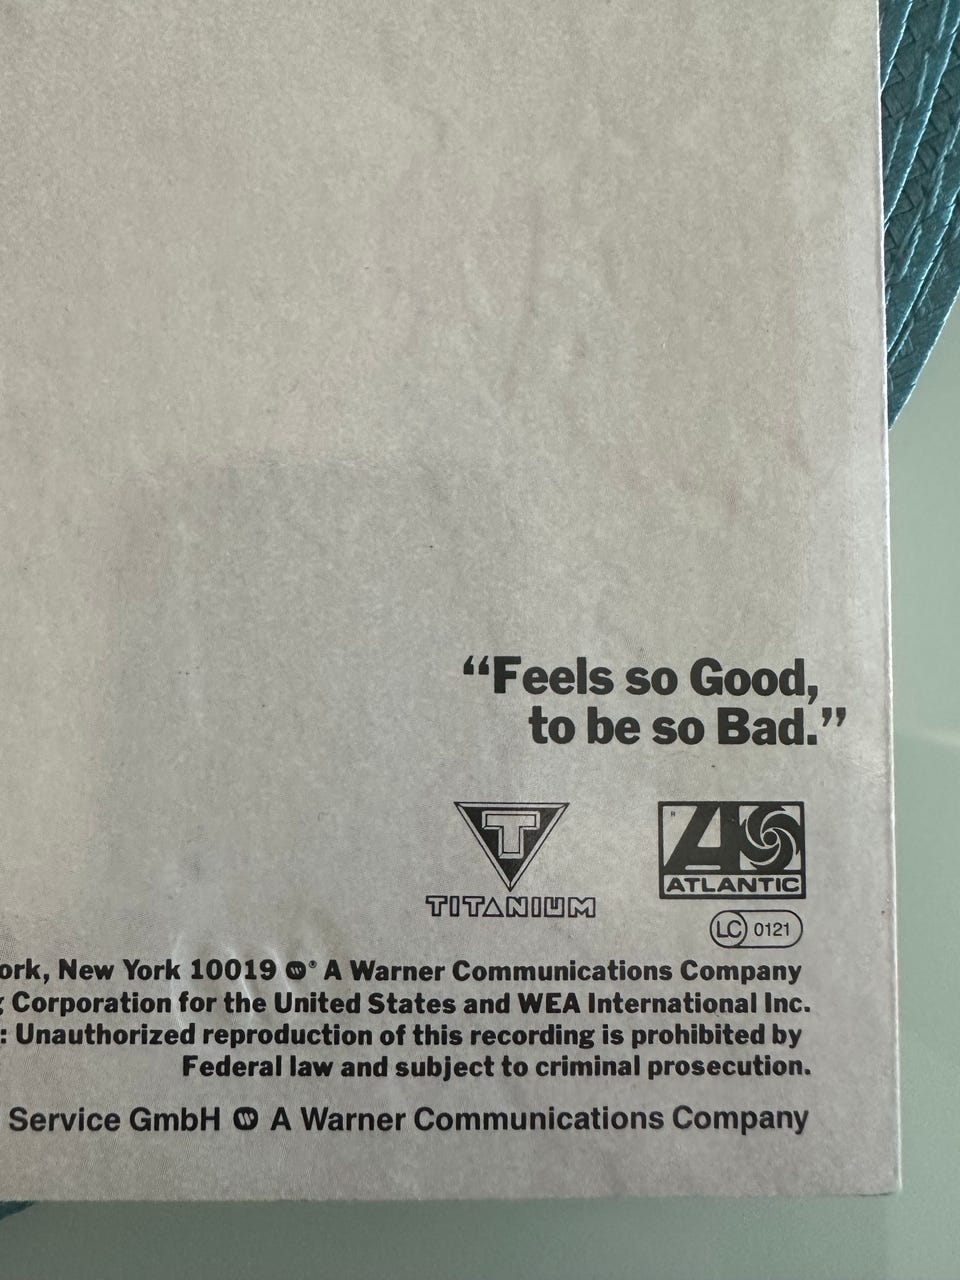 “Feels so Good,
to be so Bad.”
T
TITANIUM
A
ATLANTIC
LC 0121
New York 10019 W® A Warner Communications Company
Corporation for the United States and WEA International Inc.
: Unauthorized reproduction of this recording is prohibited by
Federal law and subject to criminal prosecution.
Service GmbH W A Warner Communications Company